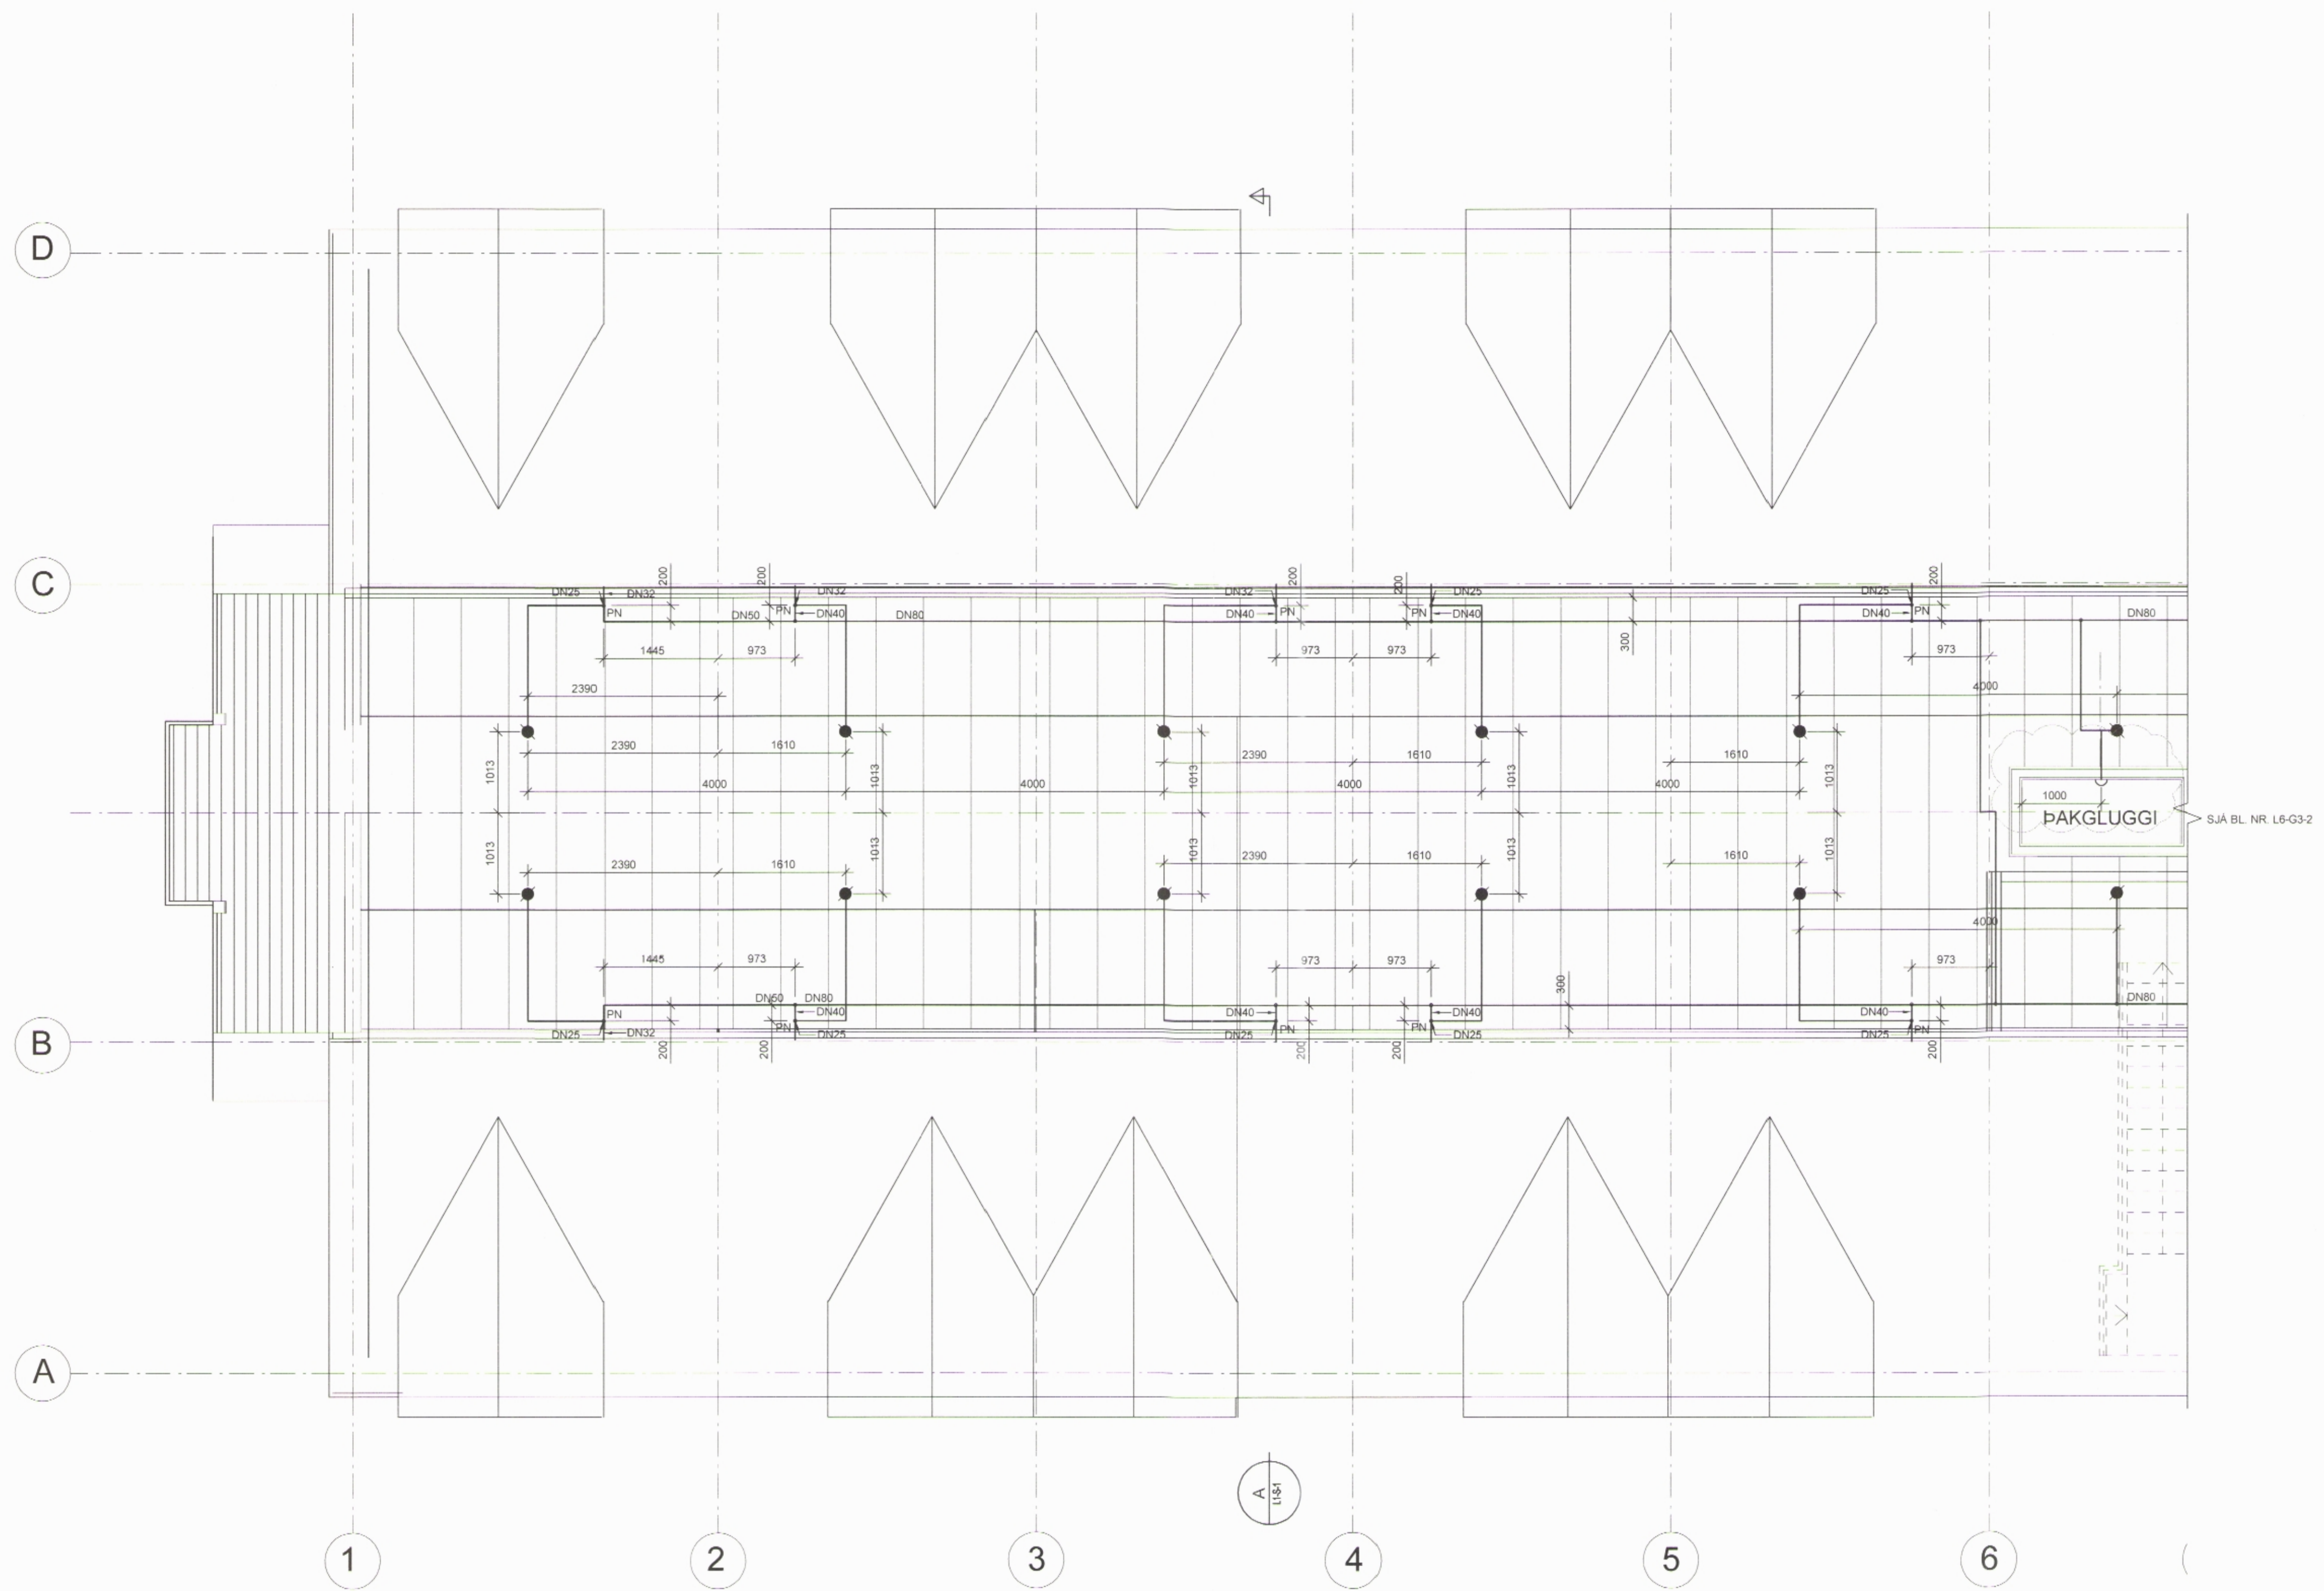 D
C
DN25
DN32
200
200
DN32
DN32
200
200
DN25
DN25
200
PN
DN50
PN
DN40
DN80
DN40
PN
PN
DN40
DN40
PN
DN80
300
1445
973
973
973
973
2390
4000
2390
1610
2390
1610
1610
1013
1013
1013
1013
1013
4000
4000
4000
4000
1000
ÞAKGLUGGI
SJÁ BL. NR. L6-G3-2
1013
1013
1013
1013
1013
2390
1610
2390
1610
1610
4000
1445
973
973
973
973
300
DN50
DN80
DN80
PN
DN40
DN40
DN40
DN40
B
DN25
DN32
PN
DN25
DN25
PN
PN
DN25
DN25
PN
200
200
200
200
200
A
A
L1-S-1
1
2
3
4
5
6